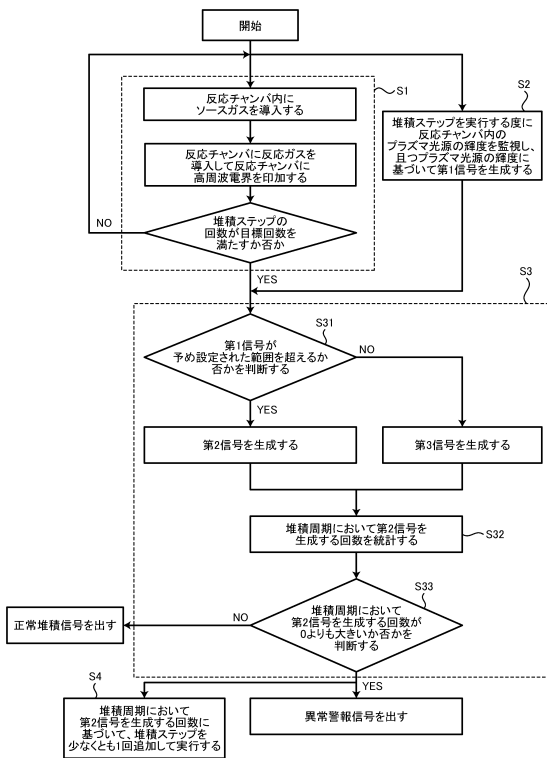 開始
S1
反応チャンバ内に
ソースガスを導入する
S2
堆積ステップを実行する度に
反応チャンバ内の
プラズマ光源の輝度を監視し、
且つプラズマ光源の輝度に
基づいて第1信号を生成する
反応チャンバに反応ガスを
導入して反応チャンバに
高周波電界を印加する
NO
堆積ステップの
回数が目標回数を
満たすか否か
YES
S3
S31
第1信号が
予め設定された範囲を超えるか
否かを判断する
NO
YES
第2信号を生成する
第3信号を生成する
堆積周期において第2信号を
生成する回数を統計する
S32
S33
堆積周期において
第2信号を生成する回数が
0よりも大きいか否かを
判断する
NO
正常堆積信号を出す
YES
S4
堆積周期において
第2信号を生成する回数に
基づいて、堆積ステップを
少なくとも1回追加して実行する
異常警報信号を出す